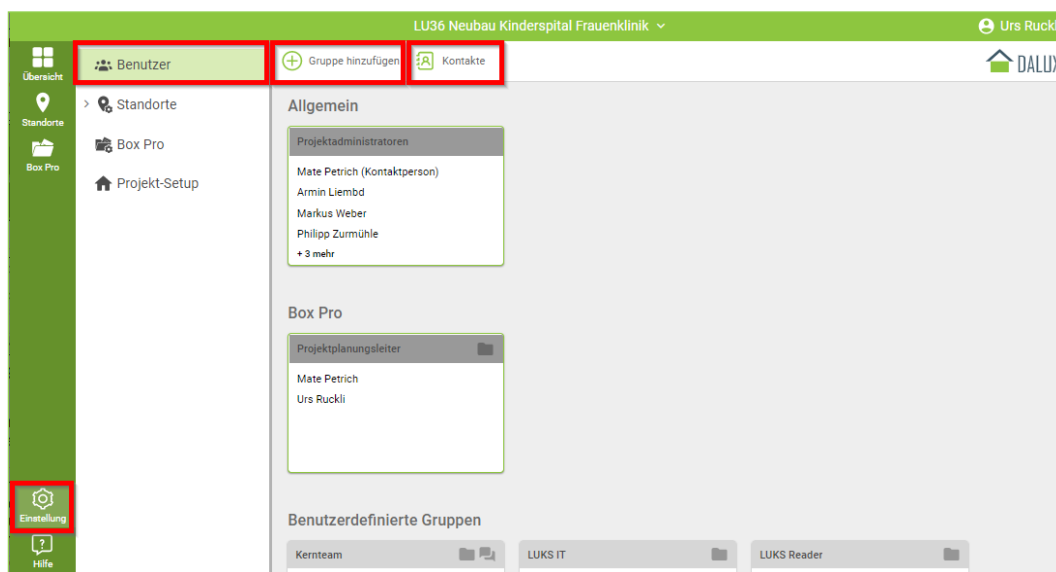 LU36 Neubau Kinderspital Frauenklinik
Urs Ruckl
Übersicht
Standorte
Box Pro
Einstellung
Hilfe
Benutzer
Standorte
Box Pro
Projekt-Setup
Gruppe hinzufügen
Kontakte
DALUX
Allgemein
Projektadministratoren
Mate Petrich (Kontaktperson)
Armin Liembd
Markus Weber
Philipp Zurmühle
+ 3 mehr
Box Pro
Projektplanungsleiter
Mate Petrich
Urs Ruckli
Benutzerdefinierte Gruppen
Kernteam
LUKS IT
LUKS Reader